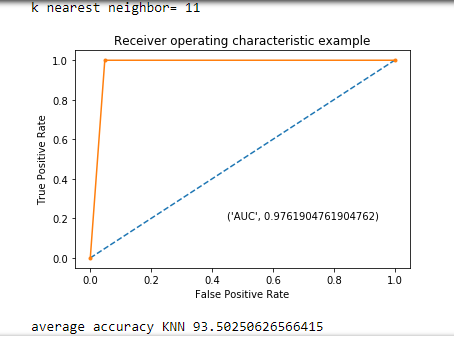 k nearest neighbor= 11
Receiver operating characteristic example
1.0
0.8
0.6
0.4
0.2
0.0
True Positive Rate
('AUC', 0.9761904761904762)
0.0 0.2 0.4 0.6 0.8 1.0
False Positive Rate
average accuracy KNN 93.50250626566415